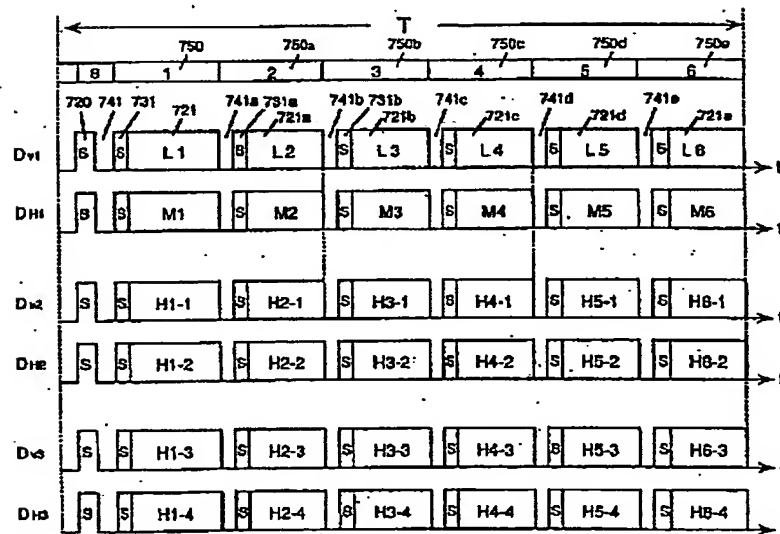 T
750 750a 750b 750c 750d 750e
S 1 2 3 4 5 6
720 741 731 721 741a 731a 721a 741b 731b 721b 741c 721c 741d 721d 741e 721e
Dv1 S S L1 S L2 S L3 S L4 S L5 S L6 t
DH1 S S M1 S M2 S M3 S M4 S M5 S M6 t
Dv2 S S H1-1 S H2-1 S H3-1 S H4-1 S H5-1 S H6-1 t
DH2 S S H1-2 S H2-2 S H3-2 S H4-2 S H5-2 S H6-2 t
Dv3 S S H1-3 S H2-3 S H3-3 S H4-3 S H5-3 S H6-3
DH3 S S H1-4 S H2-4 S H3-4 S H4-4 S H5-4 S H6-4